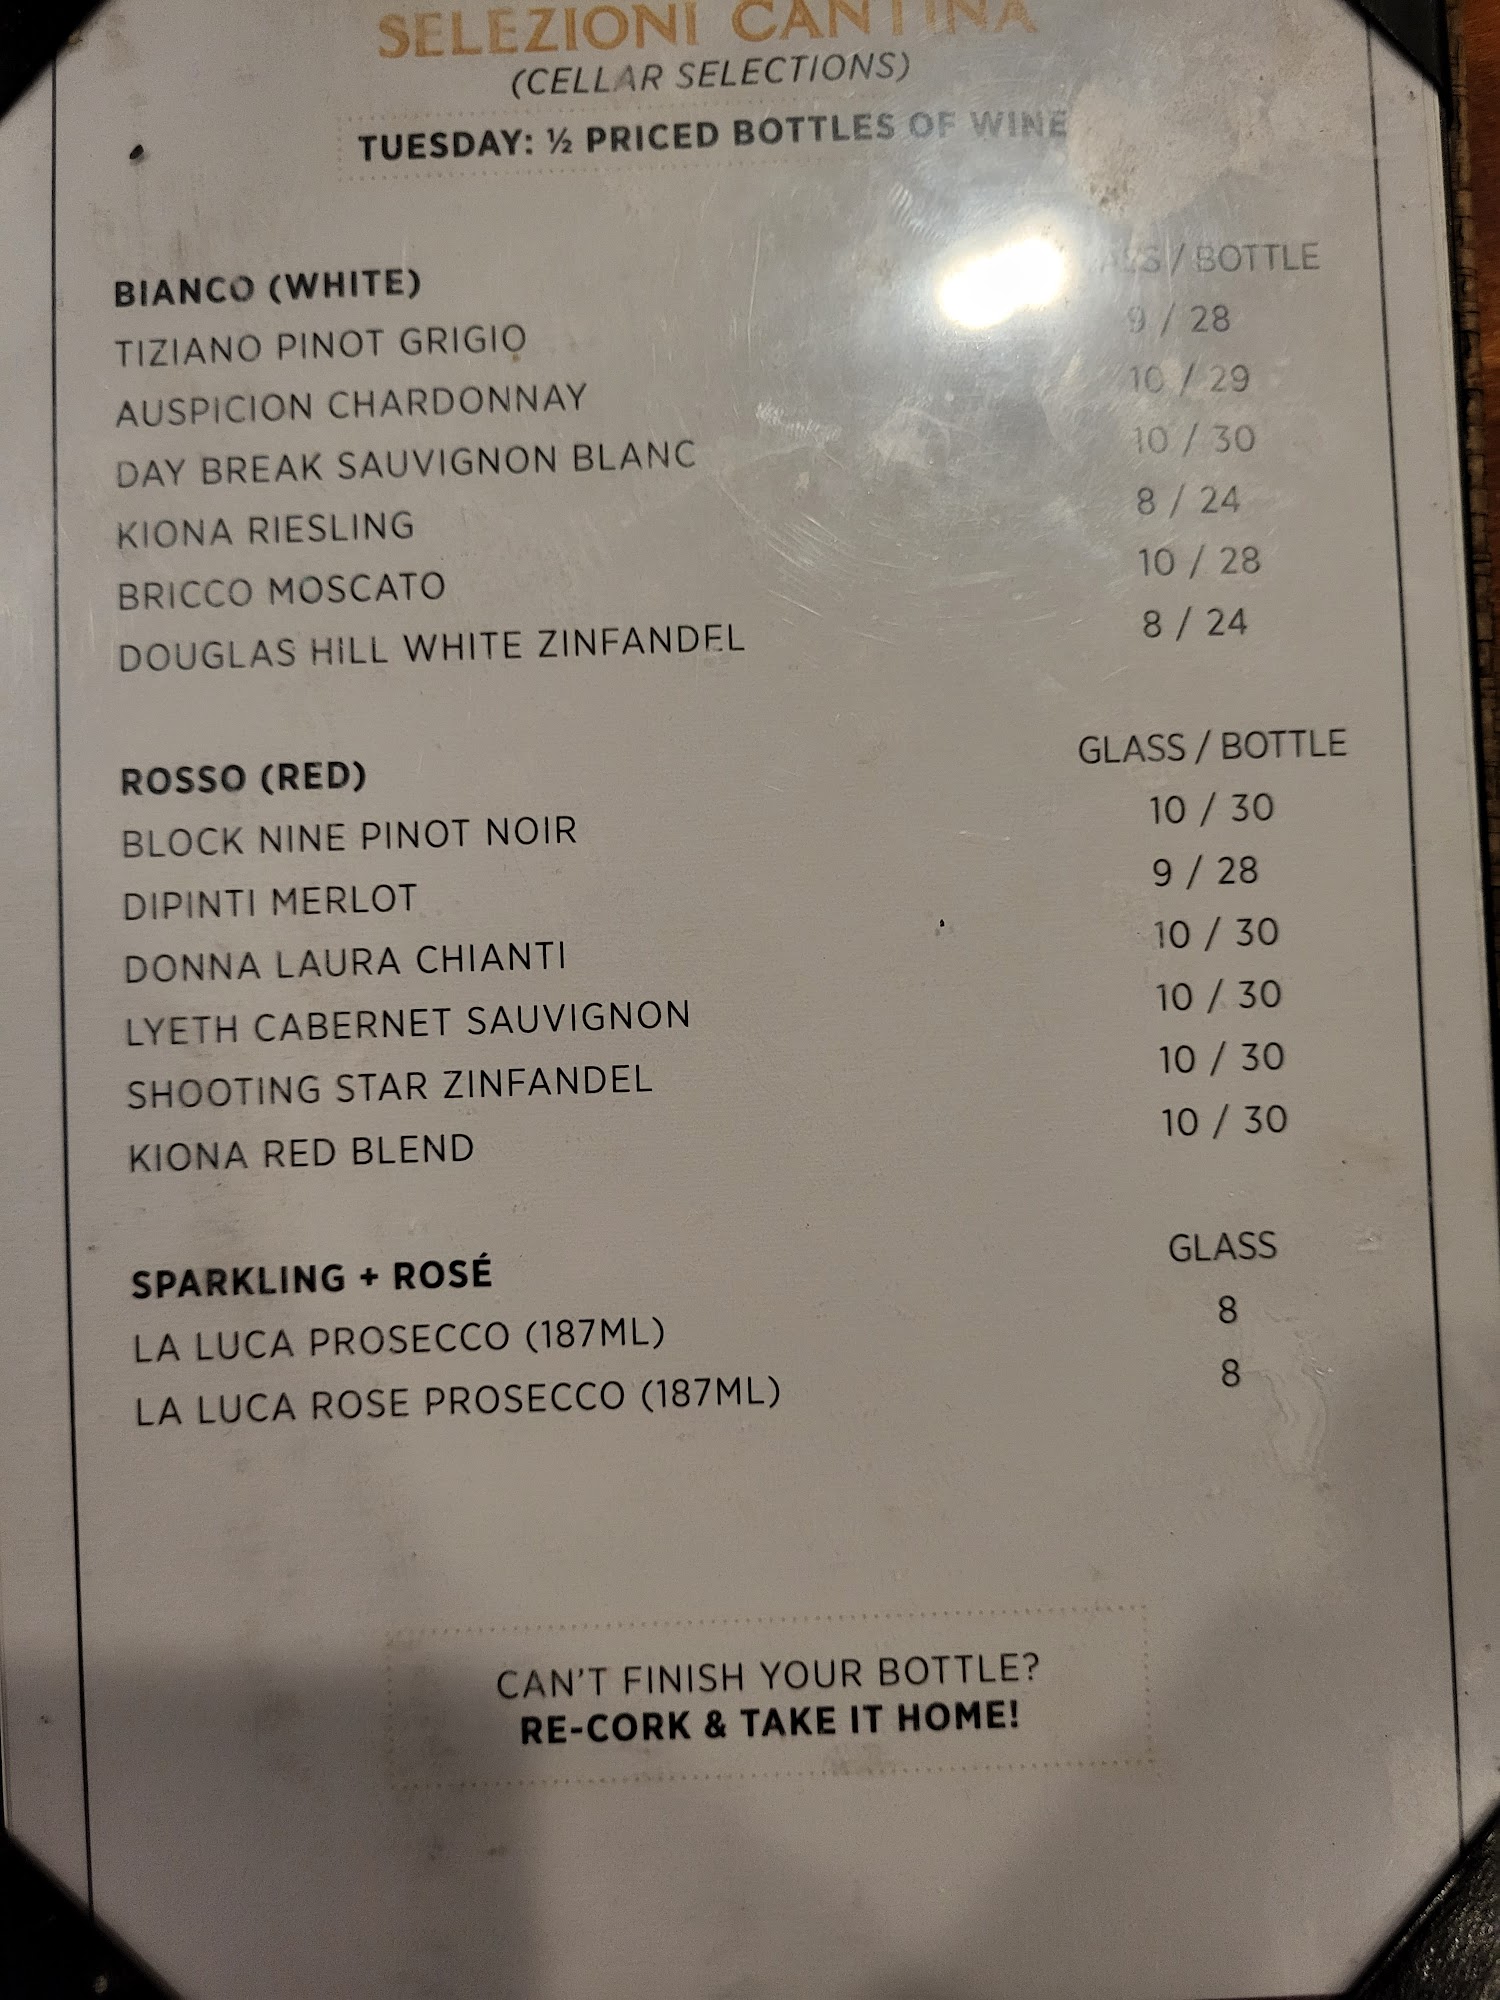 SELEZIONI CANTINA
(CELLAR SELECTIONS)
TUESDAY: ½ PRICED BOTTLES OF WINE
BIANCO (WHITE) / BOTTLE
TIZIANO PINOT GRIGIO 9 / 28
AUSPICION CHARDONNAY 10 / 29
DAY BREAK SAUVIGNON BLANC 10 / 30
KIONA RIESLING 8 / 24
BRICCO MOSCATO 10 / 28
DOUGLAS HILL WHITE ZINFANDEL 8 / 24
ROSSO (RED) GLASS / BOTTLE
BLOCK NINE PINOT NOIR 10 / 30
DIPINTI MERLOT 9 / 28
DONNA LAURA CHIANTI 10 / 30
LYETH CABERNET SAUVIGNON 10 / 30
SHOOTING STAR ZINFANDEL 10 / 30
KIONA RED BLEND 10 / 30
SPARKLING + ROSÉ GLASS
LA LUCA PROSECCO (187ML) 8
LA LUCA ROSE PROSECCO (187ML) 8
CAN'T FINISH YOUR BOTTLE?
RE-CORK & TAKE IT HOME!